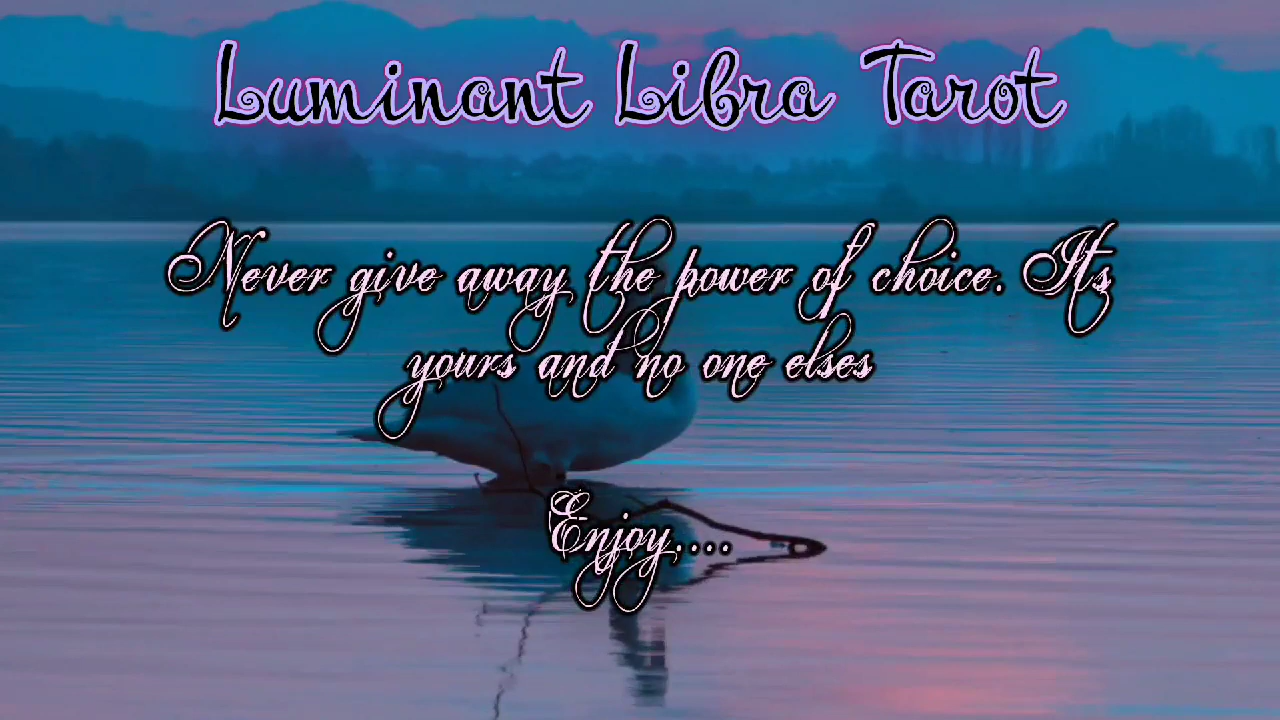 Luminant Libra Tarot
Never give away the power of choice. Its
yours and no one elses
Enjoy....